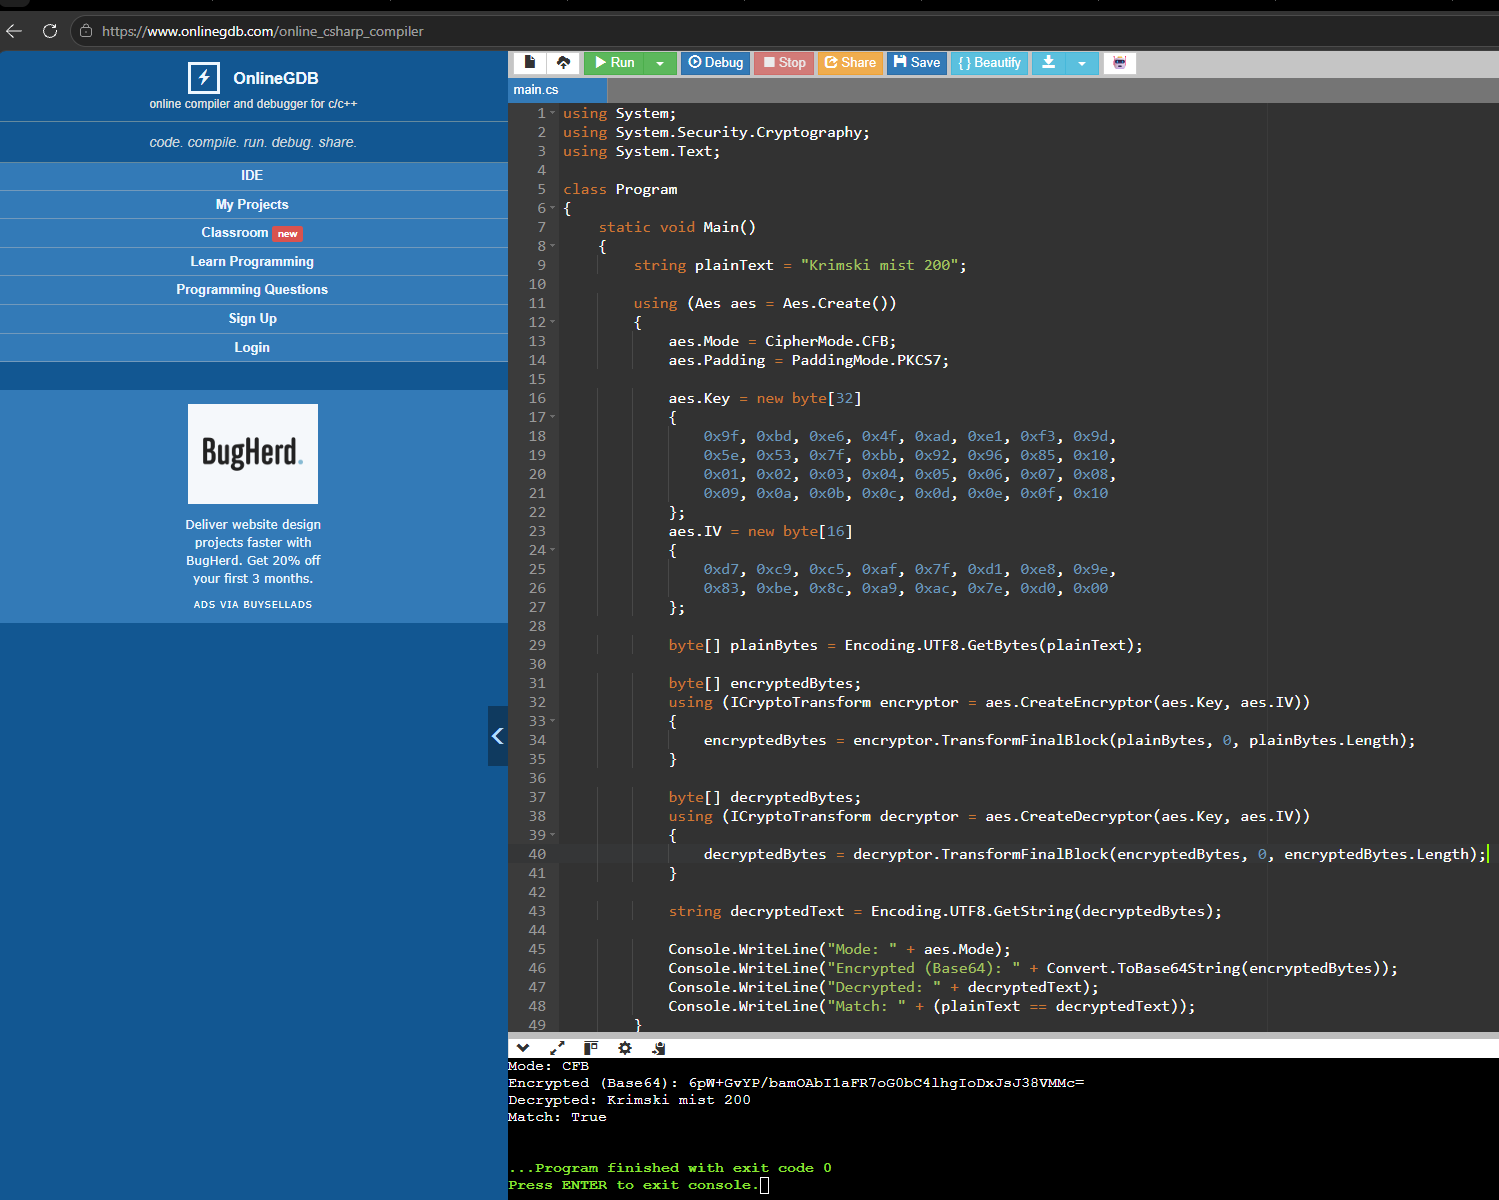 https://www.onlinegdb.com/online_csharp_compiler
OnlineGDB
online compiler and debugger for c/c++
code. compile. run. debug. share.
IDE
My Projects
Classroom new
Learn Programming
Programming Questions
Sign Up
Login
BugHerd.
Deliver website design
projects faster with
BugHerd. Get 20% off
your first 3 months.
ADS VIA BUYSELLADS
Run Debug Stop Share Save { } Beautify
main.cs
1 using System;
2 using System.Security.Cryptography;
3 using System.Text;
4
5 class Program
6 {
7 static void Main()
8 {
9 string plainText = "Krimski mist 200";
10
11 using (Aes aes = Aes.Create())
12 {
13 aes.Mode = CipherMode.CFB;
14 aes.Padding = PaddingMode.PKCS7;
15
16 aes.Key = new byte[32]
17 {
18 0x9f, 0xbd, 0xe6, 0x4f, 0xad, 0xe1, 0xf3, 0x9d,
19 0x5e, 0x53, 0x7f, 0xbb, 0x92, 0x96, 0x85, 0x10,
20 0x01, 0x02, 0x03, 0x04, 0x05, 0x06, 0x07, 0x08,
21 0x09, 0x0a, 0x0b, 0x0c, 0x0d, 0x0e, 0x0f, 0x10
22 };
23 aes.IV = new byte[16]
24 {
25 0xd7, 0xc9, 0xc5, 0xaf, 0x7f, 0xd1, 0xe8, 0x9e,
26 0x83, 0xbe, 0x8c, 0xa9, 0xac, 0x7e, 0xd0, 0x00
27 };
28
29 byte[] plainBytes = Encoding.UTF8.GetBytes(plainText);
30
31 byte[] encryptedBytes;
32 using (ICryptoTransform encryptor = aes.CreateEncryptor(aes.Key, aes.IV))
33 {
34 encryptedBytes = encryptor.TransformFinalBlock(plainBytes, 0, plainBytes.Length);
35 }
36
37 byte[] decryptedBytes;
38 using (ICryptoTransform decryptor = aes.CreateDecryptor(aes.Key, aes.IV))
39 {
40 decryptedBytes = decryptor.TransformFinalBlock(encryptedBytes, 0, encryptedBytes.Length);
41 }
42
43 string decryptedText = Encoding.UTF8.GetString(decryptedBytes);
44
45 Console.WriteLine("Mode: " + aes.Mode);
46 Console.WriteLine("Encrypted (Base64): " + Convert.ToBase64String(encryptedBytes));
47 Console.WriteLine("Decrypted: " + decryptedText);
48 Console.WriteLine("Match: " + (plainText == decryptedText));
49 }
Mode: CFB
Encrypted (Base64): 6pW+GvYP/bamOAbI1aFR7oG0bC4lhgIoDxJsJ38VMMc=
Decrypted: Krimski mist 200
Match: True
...Program finished with exit code 0
Press ENTER to exit console.